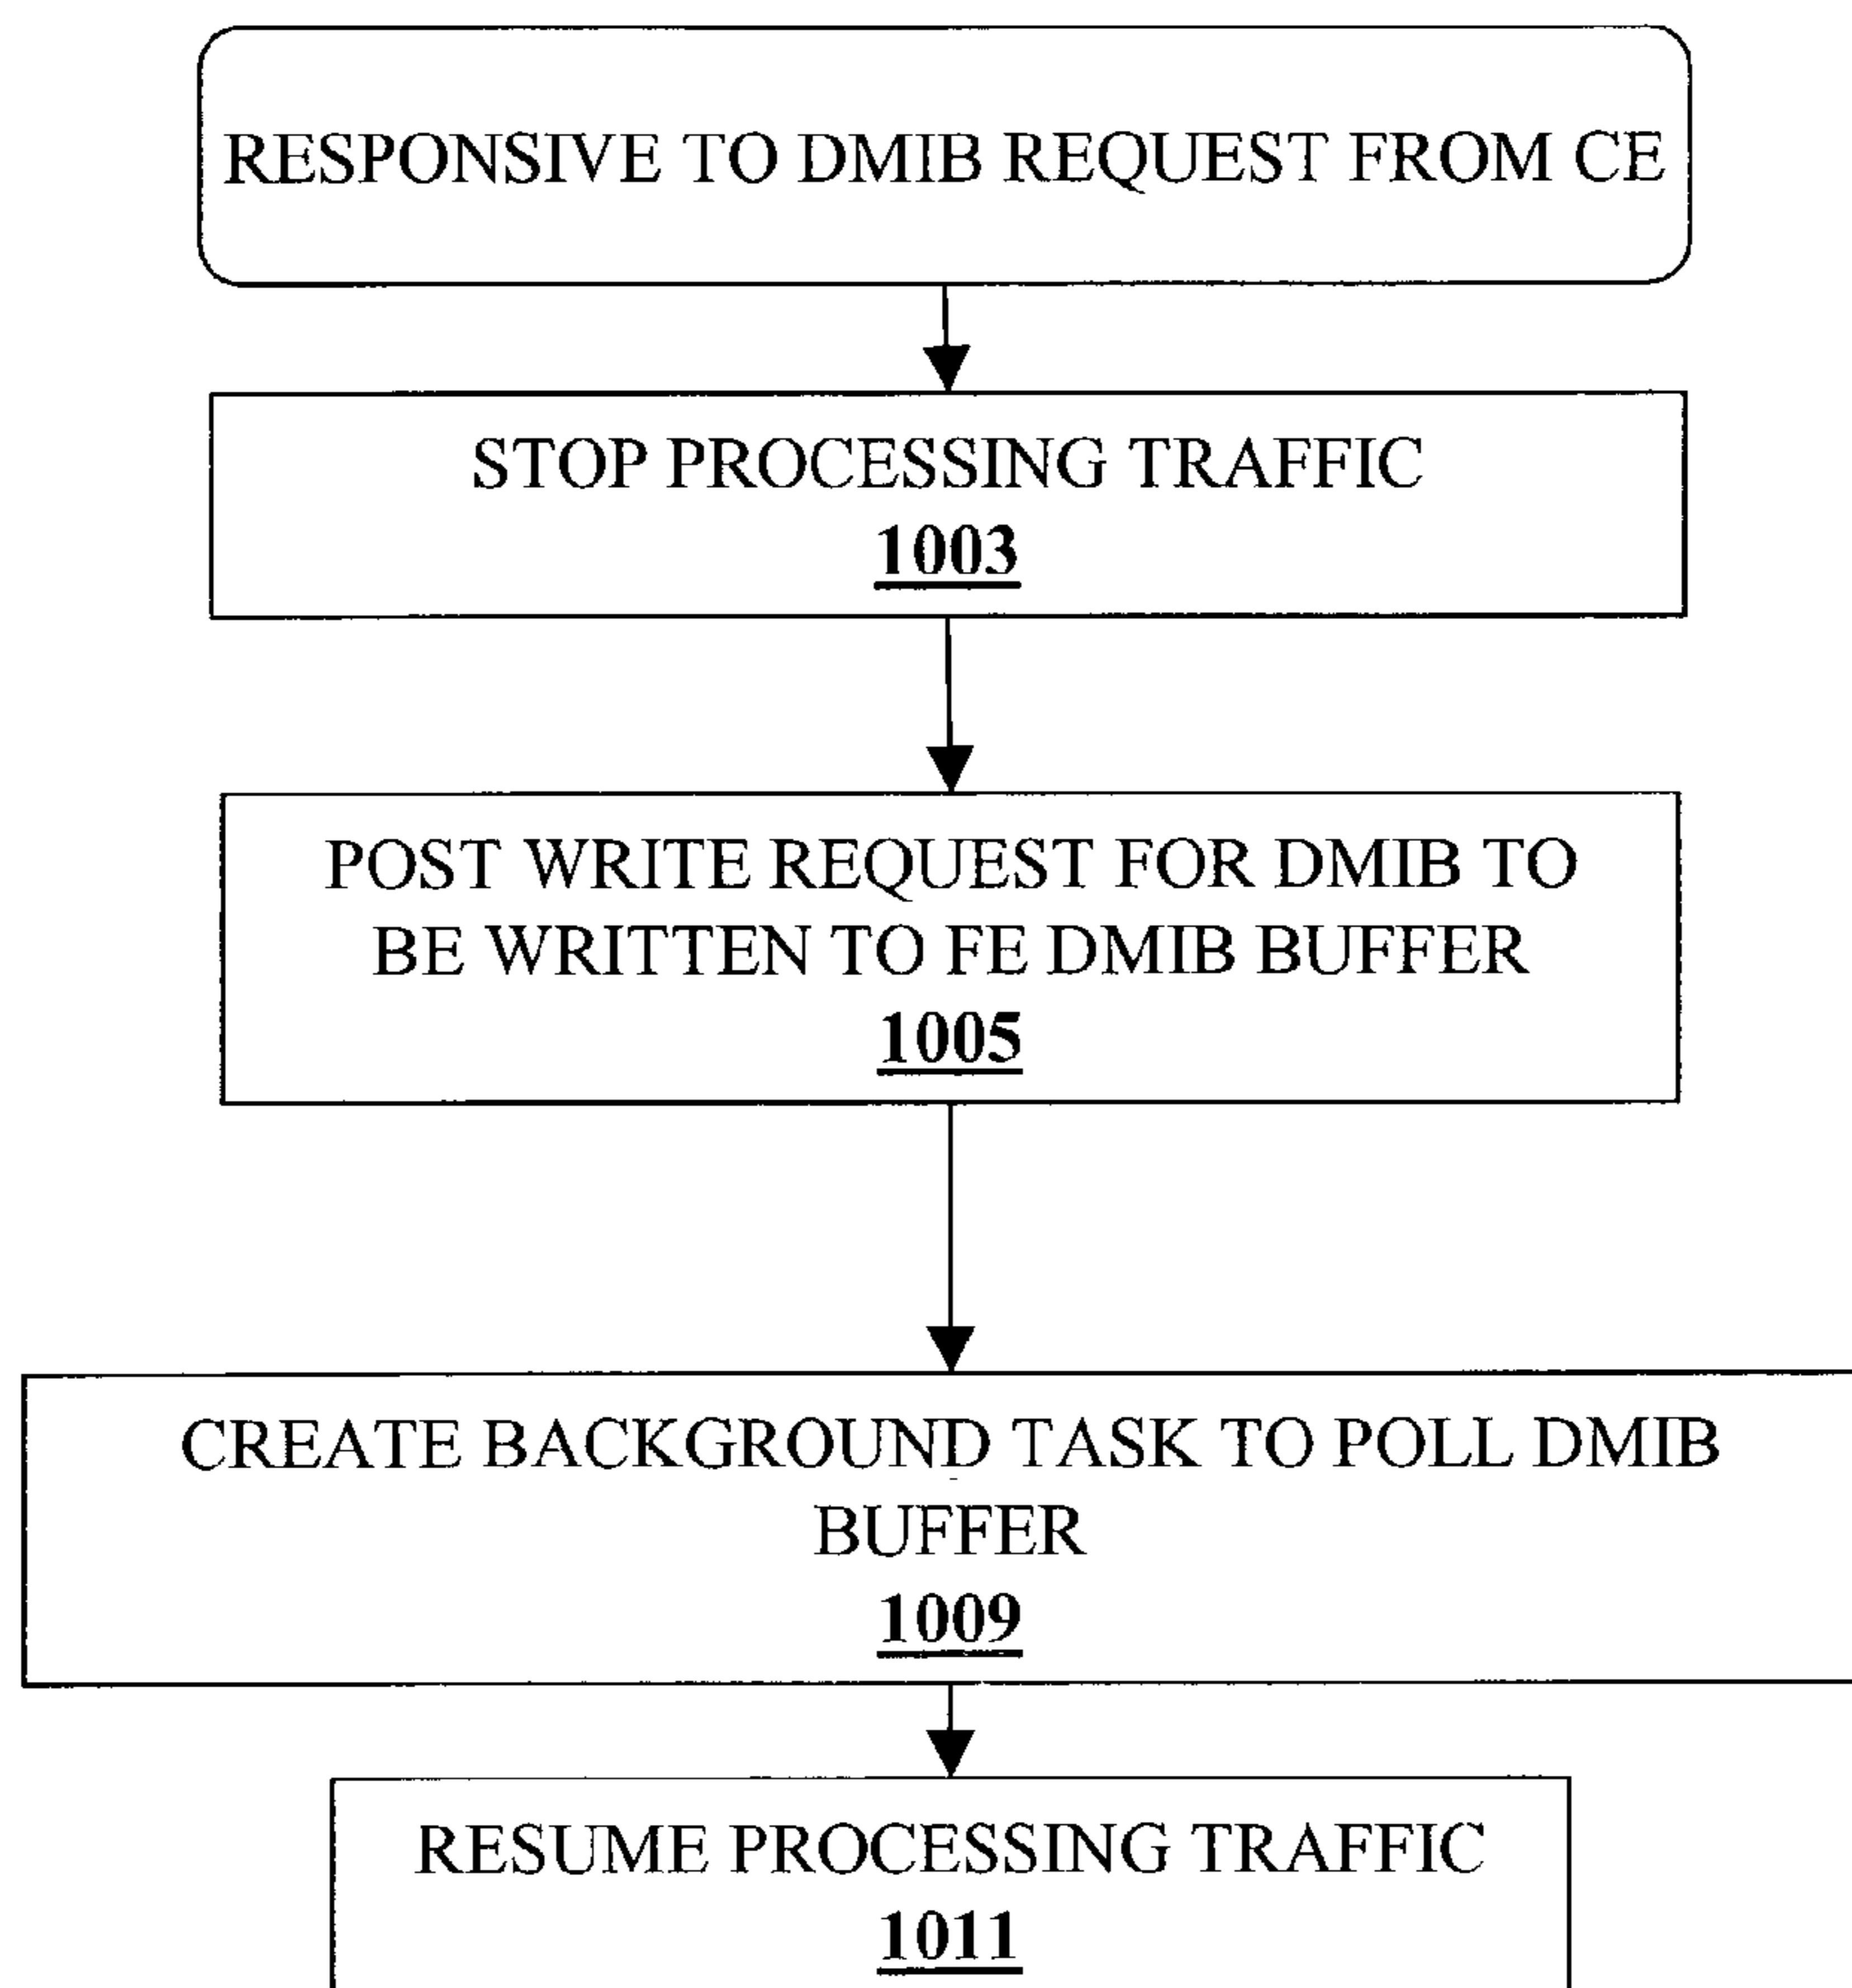 RESPONSIVE TO DMIB REQUEST FROM CE
STOP PROCESSING TRAFFIC
1003
POST WRITE REQUEST FOR DMIB TO
BE WRITTEN TO FE DMIB BUFFER
1005
CREATE BACKGROUND TASK TO POLL DMIB
BUFFER
1009
RESUME PROCESSING TRAFFIC
1011